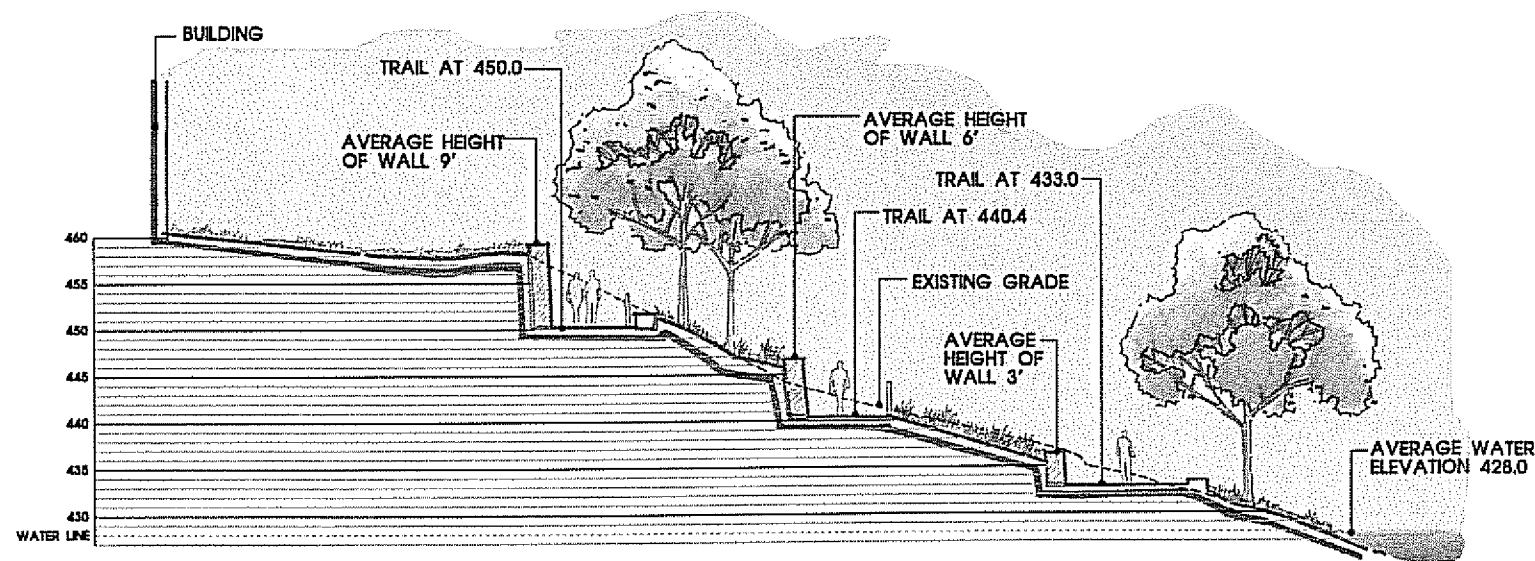 BUILDING
TRAIL AT 450.0
AVERAGE HEIGHT
OF WALL 9'
AVERAGE HEIGHT
OF WALL 6'
TRAIL AT 433.0
TRAIL AT 440.4
EXISTING GRADE
AVERAGE
HEIGHT OF
WALL 3'
AVERAGE WATER
ELEVATION 428.0
460
455
450
445
440
435
430
WATER LINE